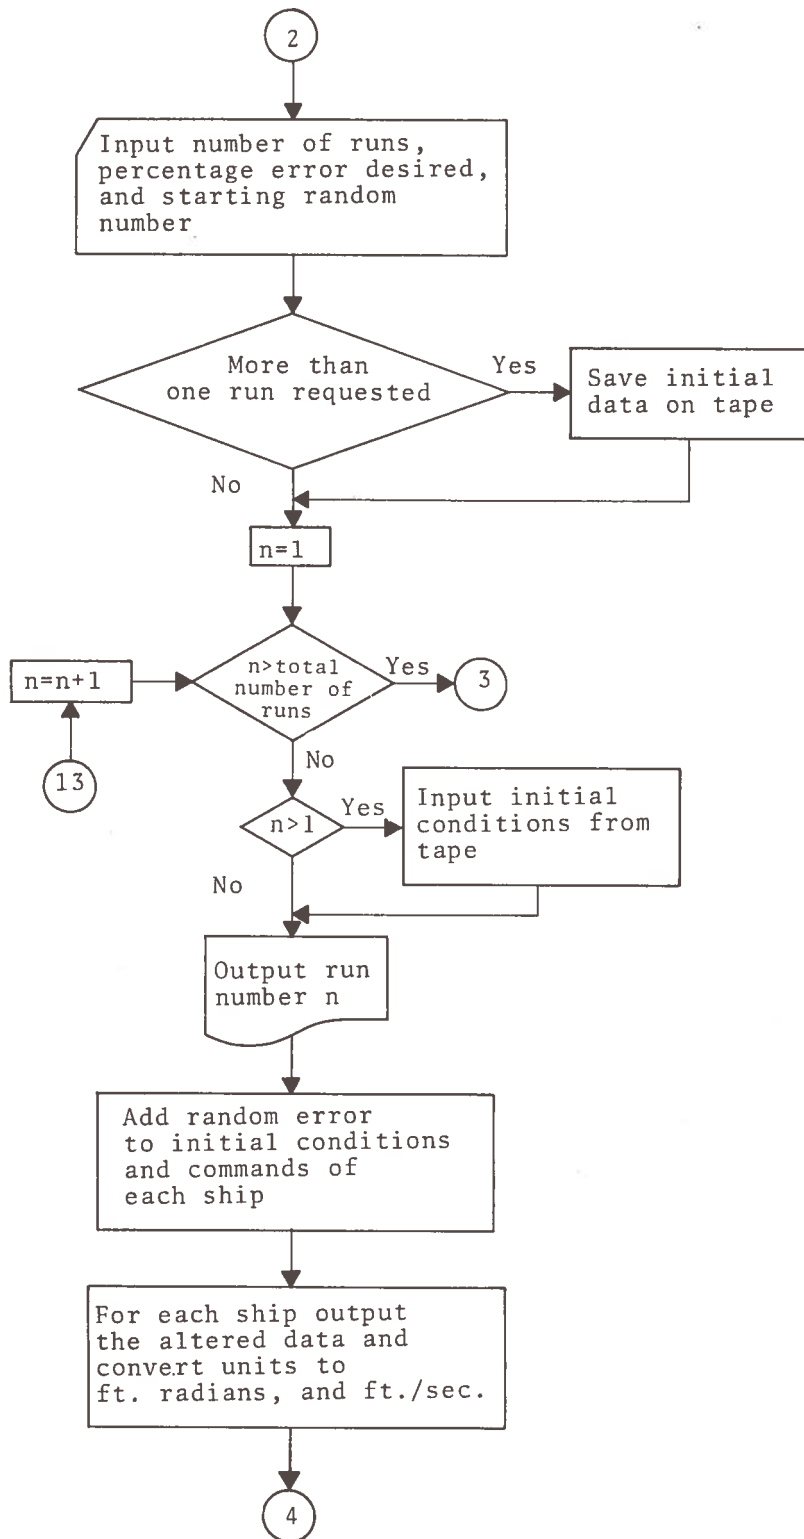 2
Input number of runs,
percentage error desired,
and starting random
number
More than
one run requested
Yes
Save initial
data on tape
No
n=1
n=n+1
n>total
number of
runs
Yes
3
13
No
n>1
Yes
Input initial
conditions from
tape
No
Output run
number n
Add random error
to initial conditions
and commands of
each ship
For each ship output
the altered data and
convert units to
ft. radians, and ft./sec.
4